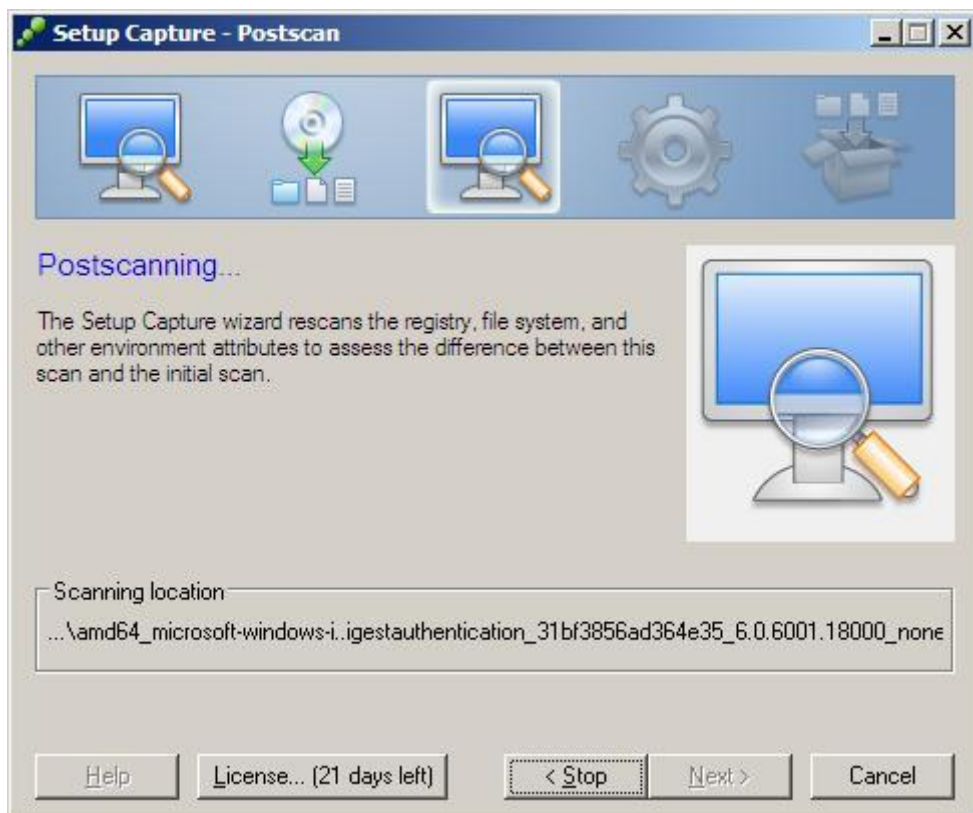 Setup Capture - Postscan
Postscanning...
The Setup Capture wizard rescans the registry, file system, and
other environment attributes to assess the difference between this
scan and the initial scan.
Scanning location
...\amd64_microsoft-windows-i..igestauthentication_31bf3856ad364e35_6.0.6001.18000_none
Help
License... (21 days left)
< Stop
Next >
Cancel